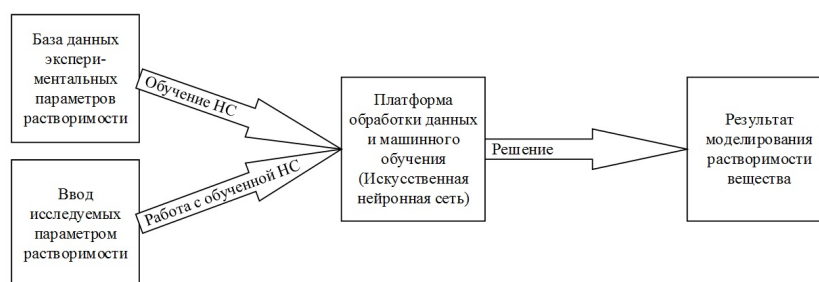 База данных
экспери-
ментальных
параметров
растворимости
Обучение НС
Ввод
исследуемых
параметром
растворимости
Работа с обученной НС
Платформа
обработки данных
и машинного
обучения
(Искусственная
нейронная сеть)
Решение
Результат
моделирования
растворимости
вещества